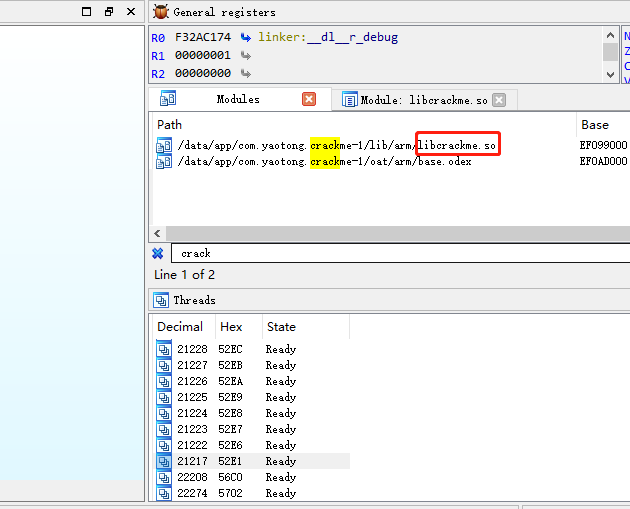 General registers
R0 F32AC174 linker:__dl__r_debug
R1 00000001
R2 00000000
N
Z
C
V
Modules
Module: libcrackme.so
Path Base
/data/app/com.yaotong.crackme-1/lib/arm/libcrackme.so EF099000
/data/app/com.yaotong.crackme-1/oat/arm/base.odex EF0AD000
crack
Line 1 of 2
Threads
Decimal Hex State
21228 52EC Ready
21227 52EB Ready
21226 52EA Ready
21225 52E9 Ready
21224 52E8 Ready
21223 52E7 Ready
21222 52E6 Ready
21217 52E1 Ready
22208 56C0 Ready
22274 5702 Ready